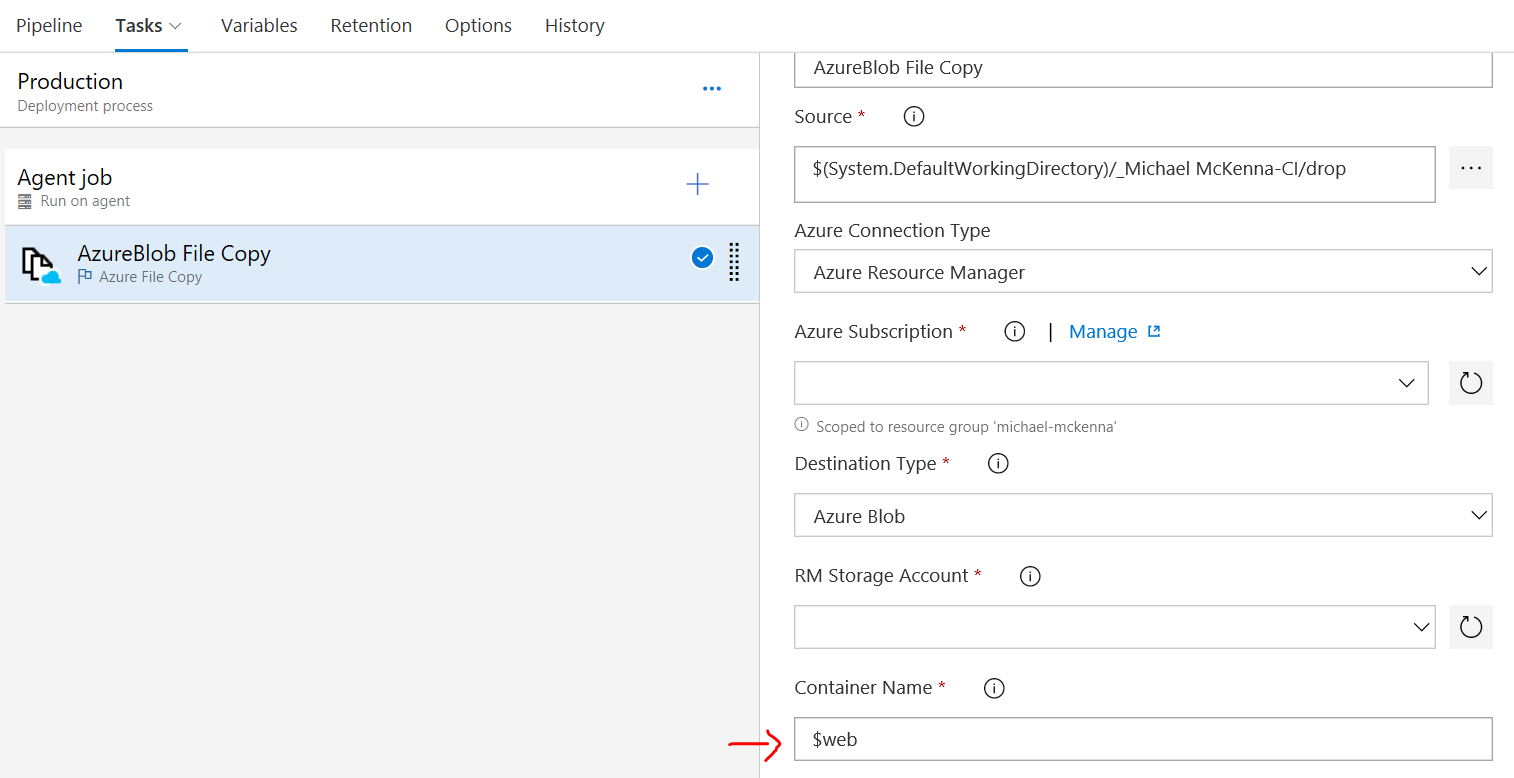 Pipeline Tasks Variables Retention Options History
Production
Deployment process
Agent job
Run on agent
AzureBlob File Copy
Azure File Copy
AzureBlob File Copy
Source *
$(System.DefaultWorkingDirectory)/_Michael McKenna-CI/drop
Azure Connection Type
Azure Resource Manager
Azure Subscription * | Manage
Scoped to resource group 'michael-mckenna'
Destination Type *
Azure Blob
RM Storage Account *
Container Name *
$web